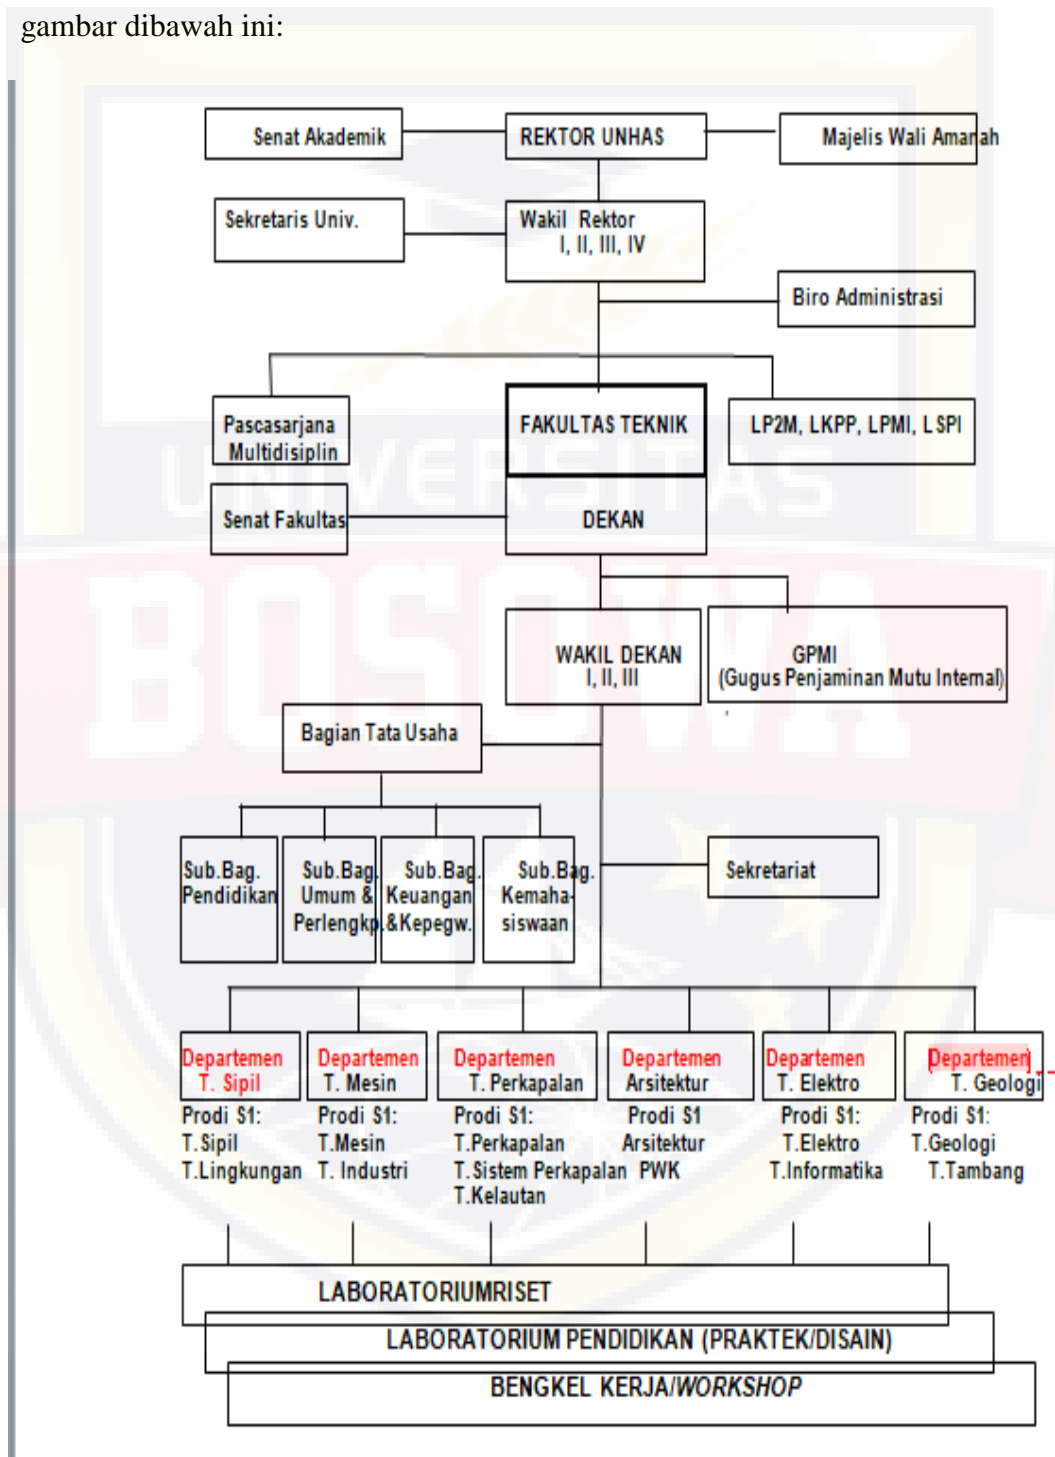 gambar dibawah ini:
Senat Akademik
REKTOR UNHAS
Majelis Wali Amanah
Sekretaris Univ.
Wakil Rektor
I, II, III, IV
Biro Administrasi
Pascasarjana
Multidisiplin
FAKULTAS TEKNIK
LP2M, LKPP, LPMI, LSPI
Senat Fakultas
DEKAN
WAKIL DEKAN
I, II, III
GPMI
(Gugus Penjaminan Mutu Internal)
Bagian Tata Usaha
Sub.Bag.
Pendidikan
Sub.Bag.
Umum &
Perlengkp.
Sub.Bag.
Keuangan
&Kepegw.
Sub.Bag.
Kemaha-
siswaan
Sekretariat
Departemen
T. Sipil
Prodi S1:
T.Sipil
T.Lingkungan
Departemen
T. Mesin
Prodi S1:
T.Mesin
T. Industri
Departemen
T. Perkapalan
Prodi S1:
T.Perkapalan
T.Sistem Perkapalan
T.Kelautan
Departemen
Arsitektur
Prodi S1
Arsitektur
PWK
Departemen
T. Elektro
Prodi S1:
T.Elektro
T.Informatika
Departemen
T. Geologi
Prodi S1:
T.Geologi
T.Tambang
LABORATORIUMRISET
LABORATORIUM PENDIDIKAN (PRAKTEK/DISAIN)
BENGKEL KERJA/WORKSHOP
UNIVERSITAS
BOSOWA